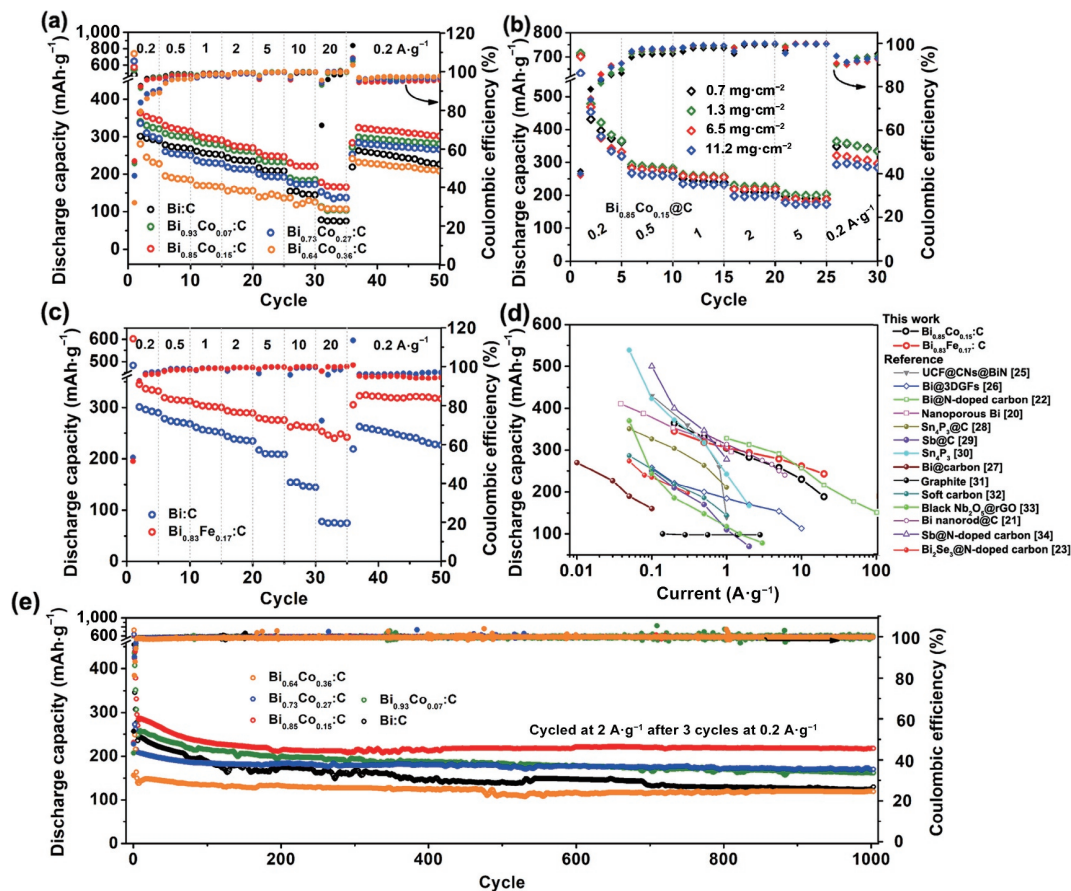 (a)
1,000
800
600
400
300
200
100
0
Discharge capacity (mAh·g⁻¹)
0.2 0.5 1 2 5 10 20 0.2 A·g⁻¹
Bi:C
Bi₀.₉₃Co₀.₀₇:C
Bi₀.₈₅Co₀.₁₅:C
Bi₀.₇₃Co₀.₂₇:C
Bi₀.₆₄Co₀.₃₆:C
0 10 20 30 40 50
Cycle
120
100
80
60
40
20
0
Coulombic efficiency (%)
(b)
700
600
500
400
300
200
100
0
Discharge capacity (mAh·g⁻¹)
0.7 mg·cm⁻²
1.3 mg·cm⁻²
6.5 mg·cm⁻²
11.2 mg·cm⁻²
Bi₀.₈₅Co₀.₁₅@C
0.2 0.5 1 2 5 0.2 A·g⁻¹
0 5 10 15 20 25 30
Cycle
100
80
60
40
20
0
Coulombic efficiency (%)
(c)
600
500
300
200
100
0
Discharge capacity (mAh·g⁻¹)
0.2 0.5 1 2 5 10 20 0.2 A·g⁻¹
Bi:C
Bi₀.₈₃Fe₀.₁₇:C
0 10 20 30 40 50
Cycle
120
100
80
60
40
20
0
Coulombic efficiency (%)
(d)
600
500
400
300
200
100
Discharge capacity (mAh·g⁻¹)
0.01 0.1 1 10 100
Current (A·g⁻¹)
This work
Bi₀.₈₅Co₀.₁₅:C
Bi₀.₈₃Fe₀.₁₇: C
Reference
UCF@CNs@BiN [25]
Bi@3DGFs [26]
Bi@N-doped carbon [22]
Nanoporous Bi [20]
Sn₄P₃@C [28]
Sb@C [29]
Sn₄P₃ [30]
Bi@carbon [27]
Graphite [31]
Soft carbon [32]
Black Nb₂O₅@rGO [33]
Bi nanorod@C [21]
Sb@N-doped carbon [34]
Bi₂Se₃@N-doped carbon [23]
(e)
1,000
800
600
400
300
200
100
0
Discharge capacity (mAh·g⁻¹)
Bi₀.₆₄Co₀.₃₆:C
Bi₀.₇₃Co₀.₂₇:C
Bi₀.₈₅Co₀.₁₅:C
Bi₀.₉₃Co₀.₀₇:C
Bi:C
Cycled at 2 A·g⁻¹ after 3 cycles at 0.2 A·g⁻¹
0 200 400 600 800 1000
Cycle
100
80
60
40
20
0
Coulombic efficiency (%)